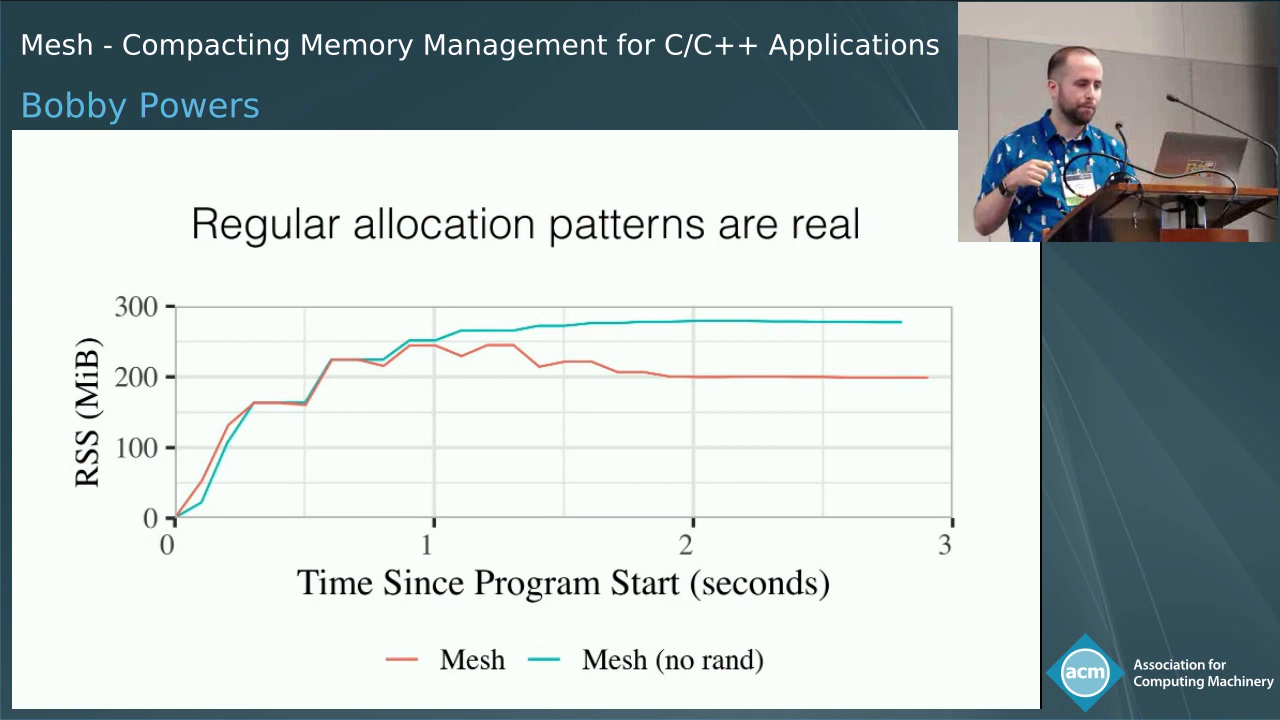 Mesh - Compacting Memory Management for C/C++ Applications
Bobby Powers
Regular allocation patterns are real
300
200
100
0
RSS (MiB)
0 1 2 3
Time Since Program Start (seconds)
Mesh Mesh (no rand)
acm
Association for
Computing Machinery